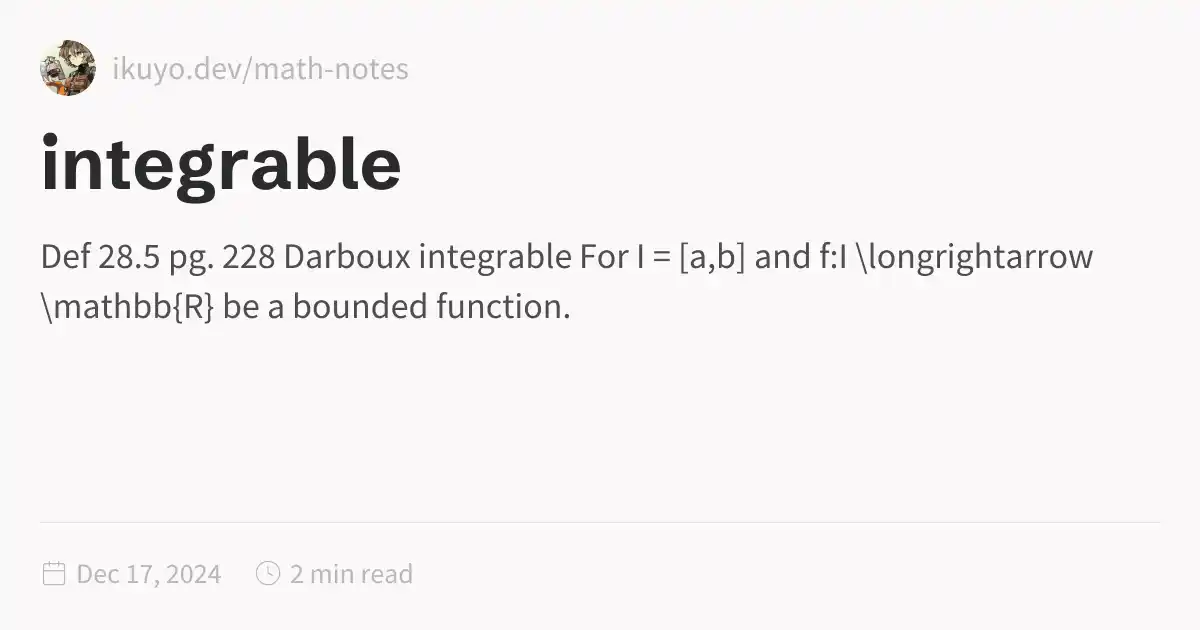 ikuyo.dev/math-notes
integrable
Def 28.5 pg. 228 Darboux integrable For I = [a,b] and f:I \longrightarrow
\mathbb{R} be a bounded function.
Dec 17, 2024 2 min read